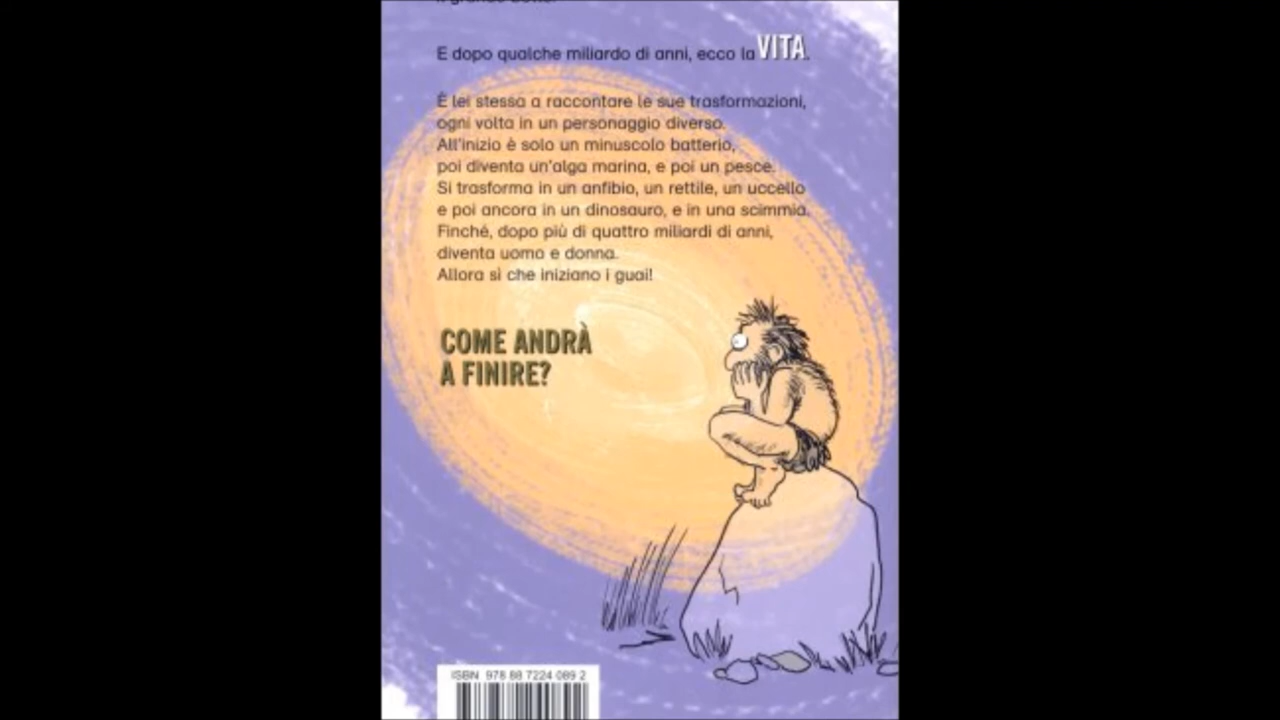 E dopo qualche miliardo di anni, ecco la VITA.
È lei stessa a raccontare le sue trasformazioni,
ogni volta in un personaggio diverso.
All'inizio è solo un minuscolo batterio,
poi diventa un'alga marina, e poi un pesce.
Si trasforma in un anfibio, un rettile, un uccello
e poi ancora in un dinosauro, e in una scimmia.
Finché, dopo più di quattro miliardi di anni,
diventa uomo e donna.
Allora sì che iniziano i guai!
COME ANDRÀ
A FINIRE?
ISBN 978 88 7224 089 2